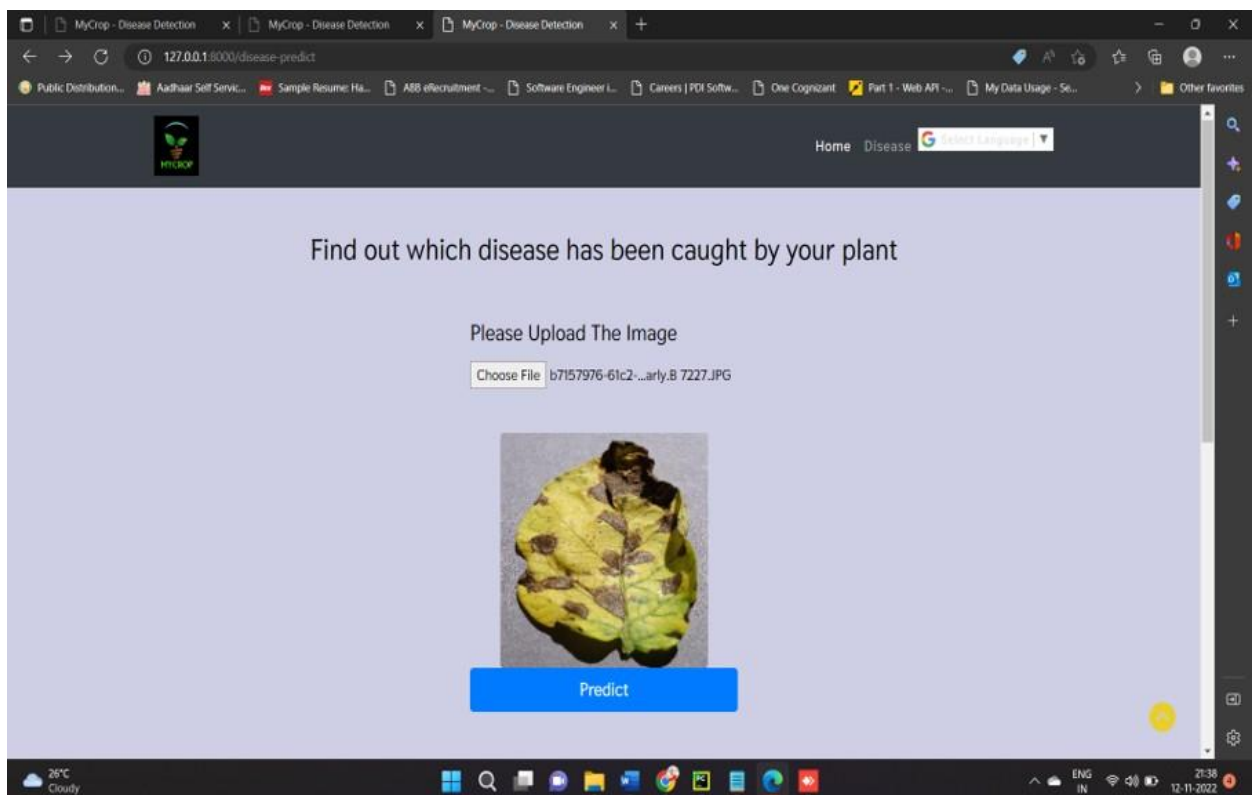 MyCrop - Disease Detection MyCrop - Disease Detection MyCrop - Disease Detection
127.0.0.1:8000/disease-predict
Public Distribution... Aadhaar Self Servic... Sample Resume: Ha... ABB eRecruitment -... Software Engineer i... Careers | PDI Softw... One Cognizant Part 1 - Web API -... My Data Usage - Se... Other favorites
MYCROP
Home Disease Select Language ▼
Find out which disease has been caught by your plant
Please Upload The Image
Choose File b7157976-61c2-...arly.B 7227.JPG
Predict
26°C
Cloudy
ENG
IN
21:38
12-11-2022
4